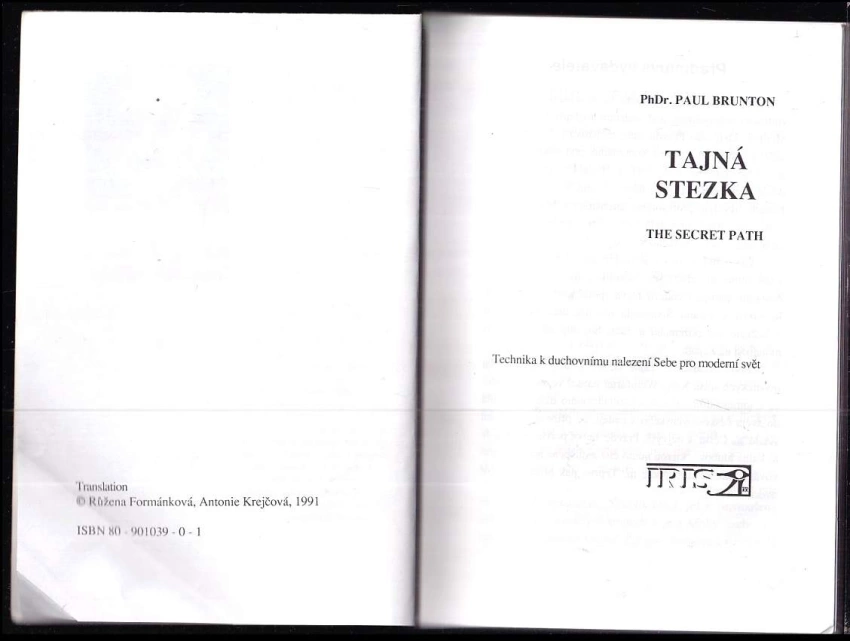 Translation
© Růžena Formánková, Antonie Krejčová, 1991
ISBN 80 - 901039 - 0 - 1
PhDr. PAUL BRUNTON
TAJNÁ
STEZKA
THE SECRET PATH
Technika k duchovnímu nalezení Sebe pro moderní svět
IRIS